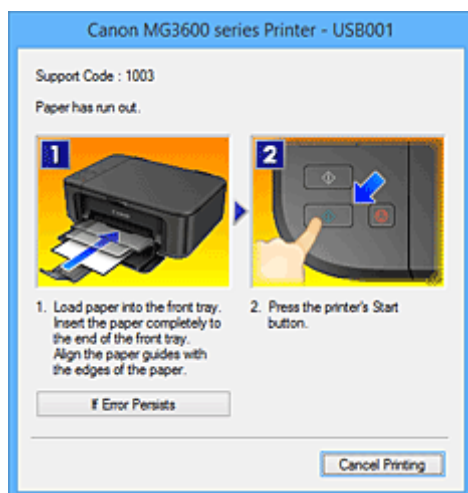 Canon MG3600 series Printer - USB001
Support Code : 1003
Paper has run out.
1
2
1. Load paper into the front tray.
Insert the paper completely to
the end of the front tray.
Align the paper guides with
the edges of the paper.
2. Press the printer's Start
button.
If Error Persists
Cancel Printing